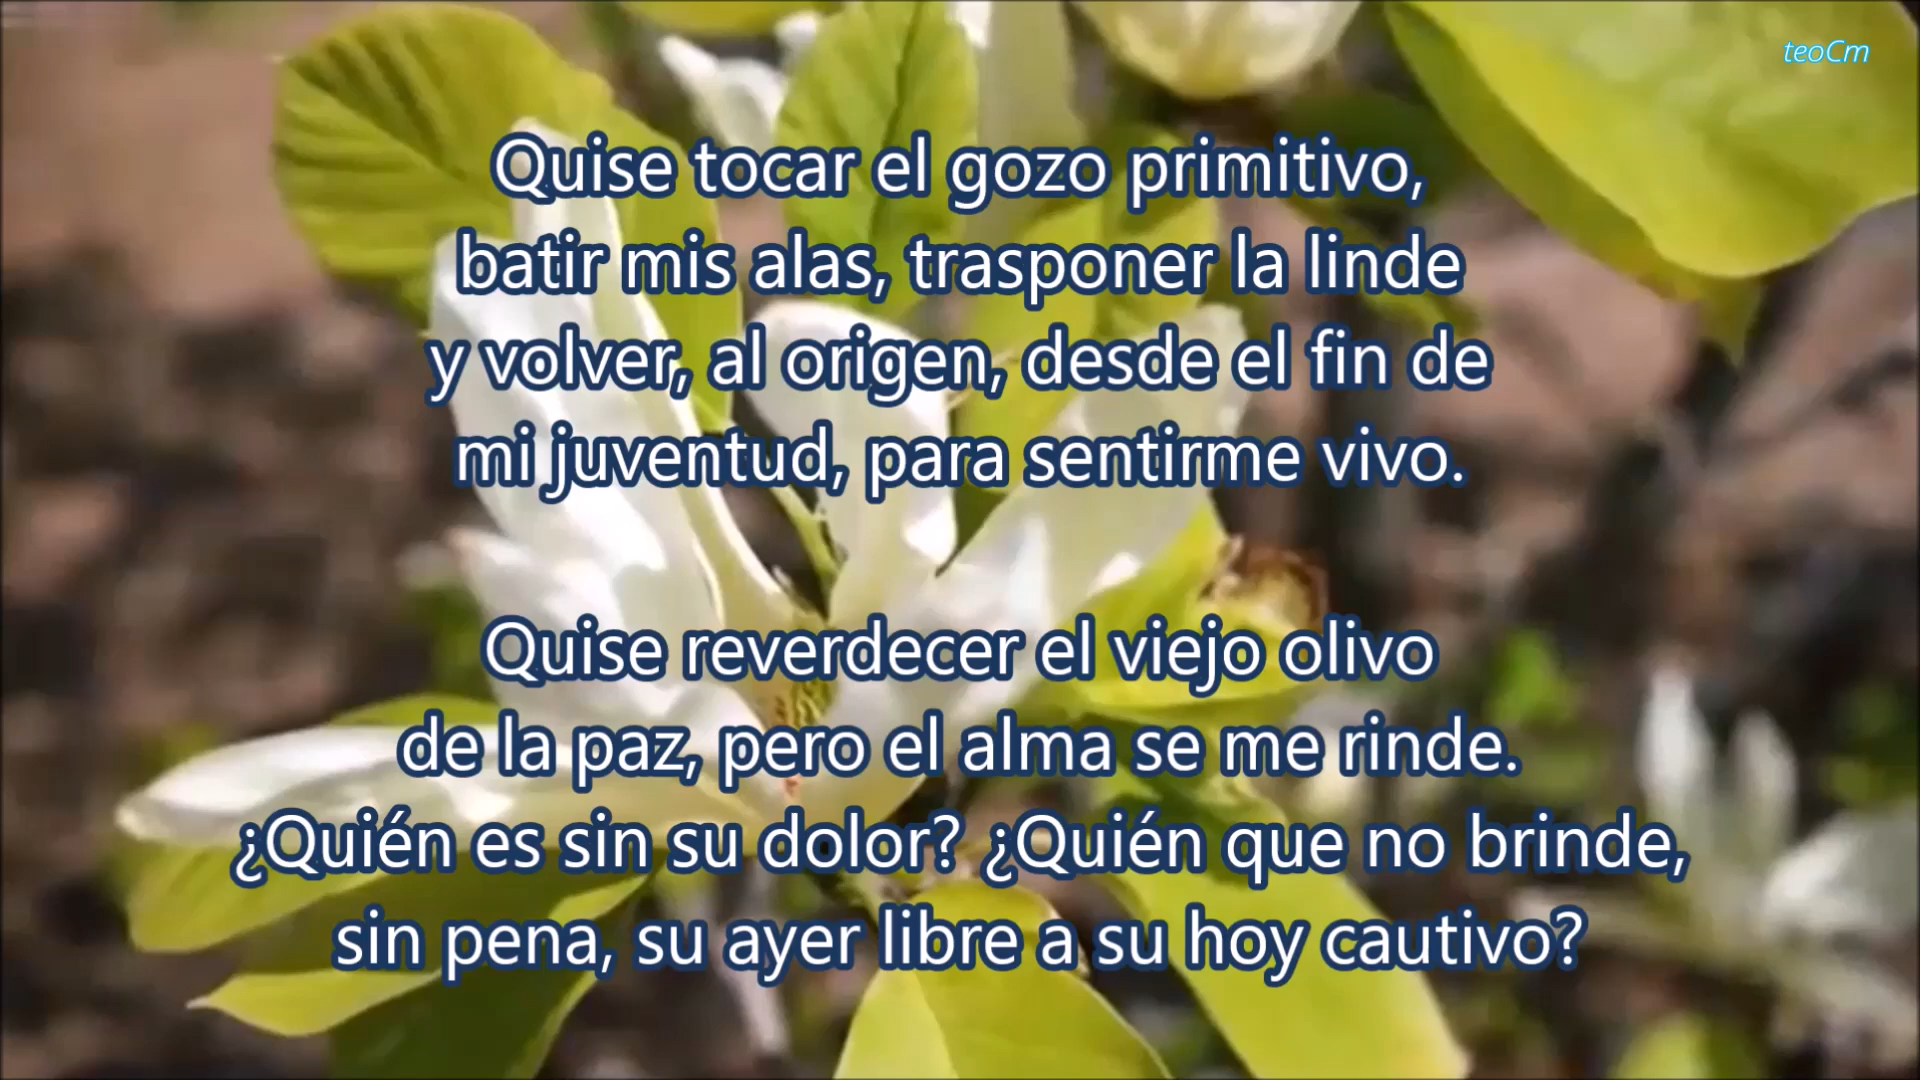 teoCm
Quise tocar el gozo primitivo,
batir mis alas, trasponer la linde
y volver, al origen, desde el fin de
mi juventud, para sentirme vivo.
Quise reverdecer el viejo olivo
de la paz, pero el alma se me rinde.
¿Quién es sin su dolor? ¿Quién que no brinde,
sin pena, su ayer libre a su hoy cautivo?